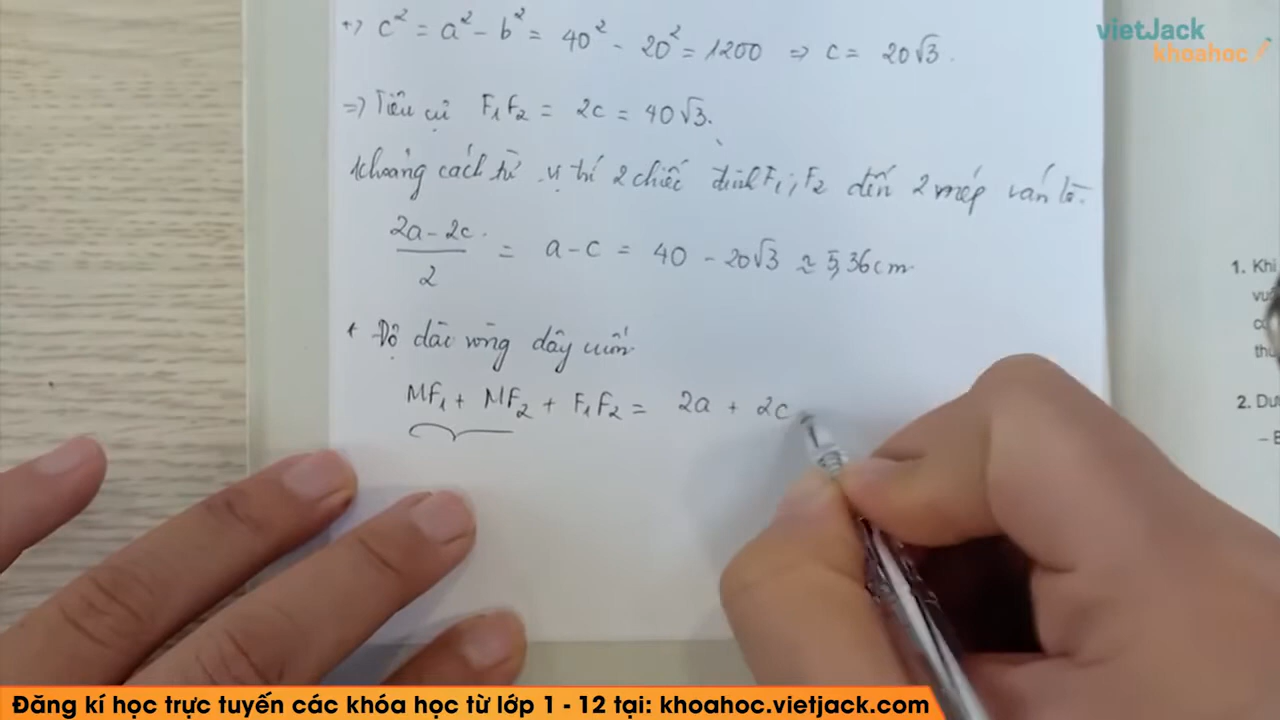 +) c² = a² - b² = 40² - 20² = 1200 => c = 20√3.
=) Tiêu cự F₁F₂ = 2c = 40√3.
Khoảng cách từ vị trí 2 chiếc đinh F₁, F₂ đến 2 mép ván là:
(2a - 2c)/2 = a - c = 40 - 20√3 ≈ 5,36cm
+ Độ dài vòng dây cuốn
MF₁ + MF₂ + F₁F₂ = 2a + 2c
vietJack
khoahoc
1. Khi
2.
Đăng kí học trực tuyến các khóa học từ lớp 1 - 12 tại: khoahoc.vietjack.com